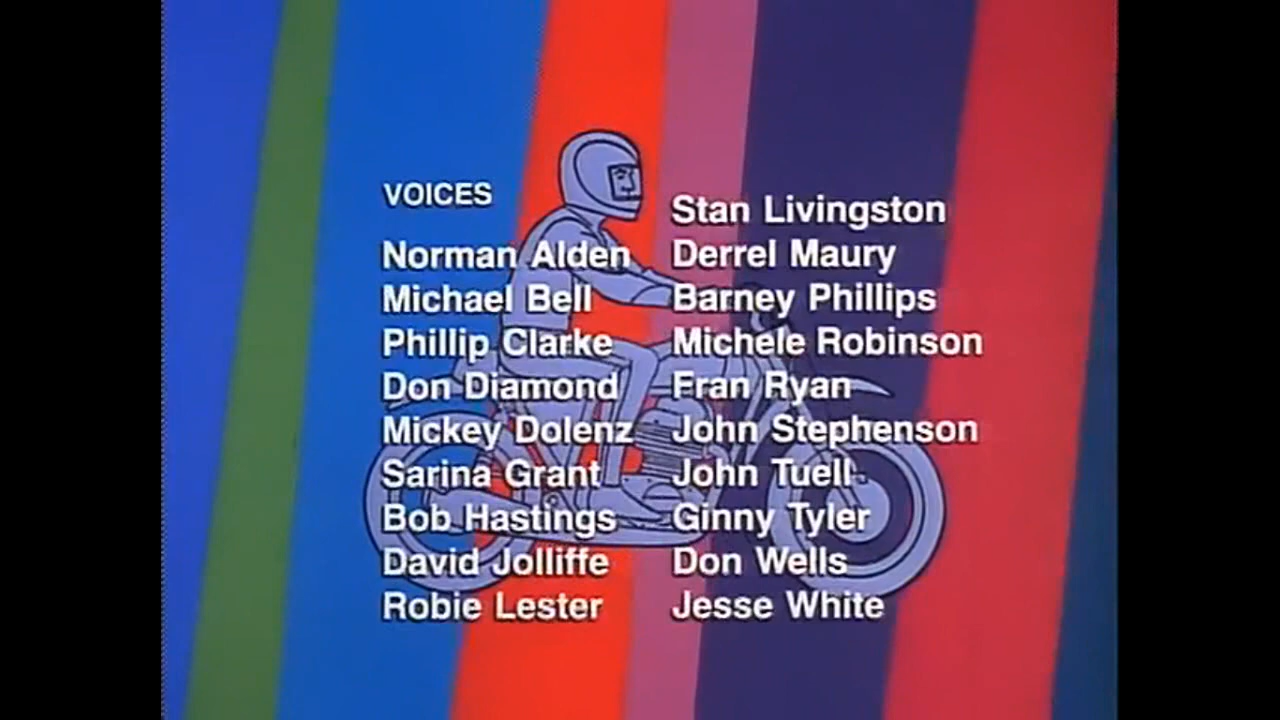 VOICES
Norman Alden
Michael Bell
Phillip Clarke
Don Diamond
Mickey Dolenz
Sarina Grant
Bob Hastings
David Jolliffe
Robie Lester
Stan Livingston
Derrel Maury
Barney Phillips
Michele Robinson
Fran Ryan
John Stephenson
John Tuell
Ginny Tyler
Don Wells
Jesse White